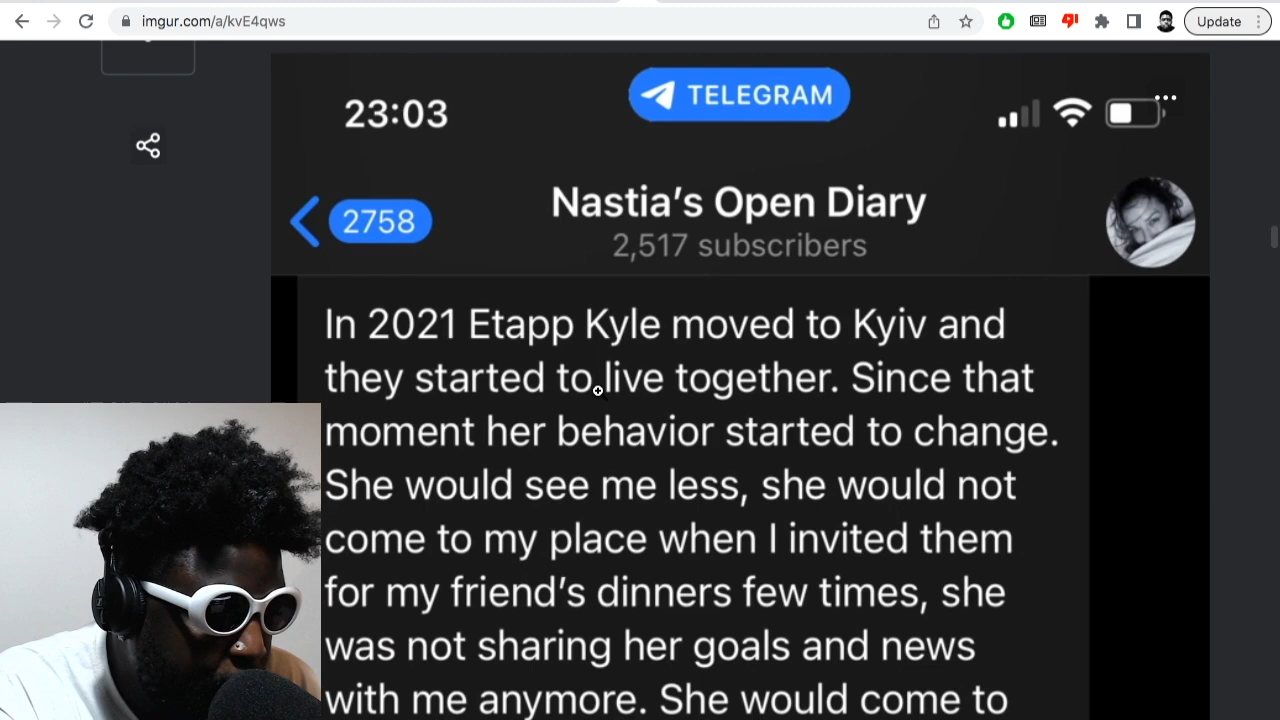 imgur.com/a/kvE4qws
Update
23:03
TELEGRAM
2758
Nastia's Open Diary
2,517 subscribers
In 2021 Etapp Kyle moved to Kyiv and
they started to live together. Since that
moment her behavior started to change.
She would see me less, she would not
come to my place when I invited them
for my friend's dinners few times, she
was not sharing her goals and news
with me anymore. She would come to